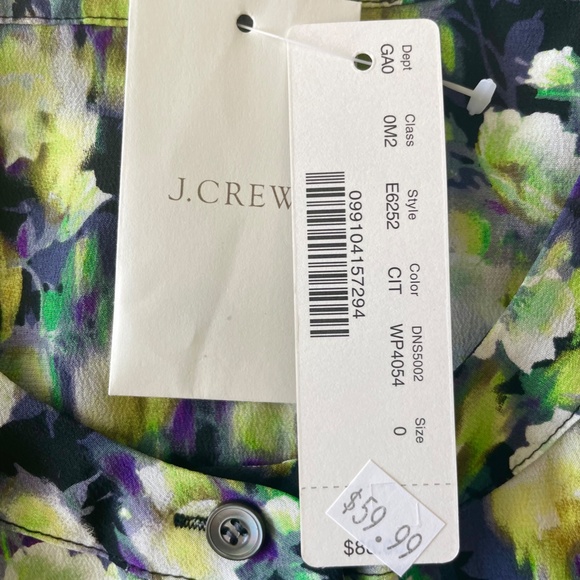 J.CREW
Dept Class Style Color DNS5002 Size
GA0 0M2 E6252 CIT WP4054 0
099104157294
$59.99